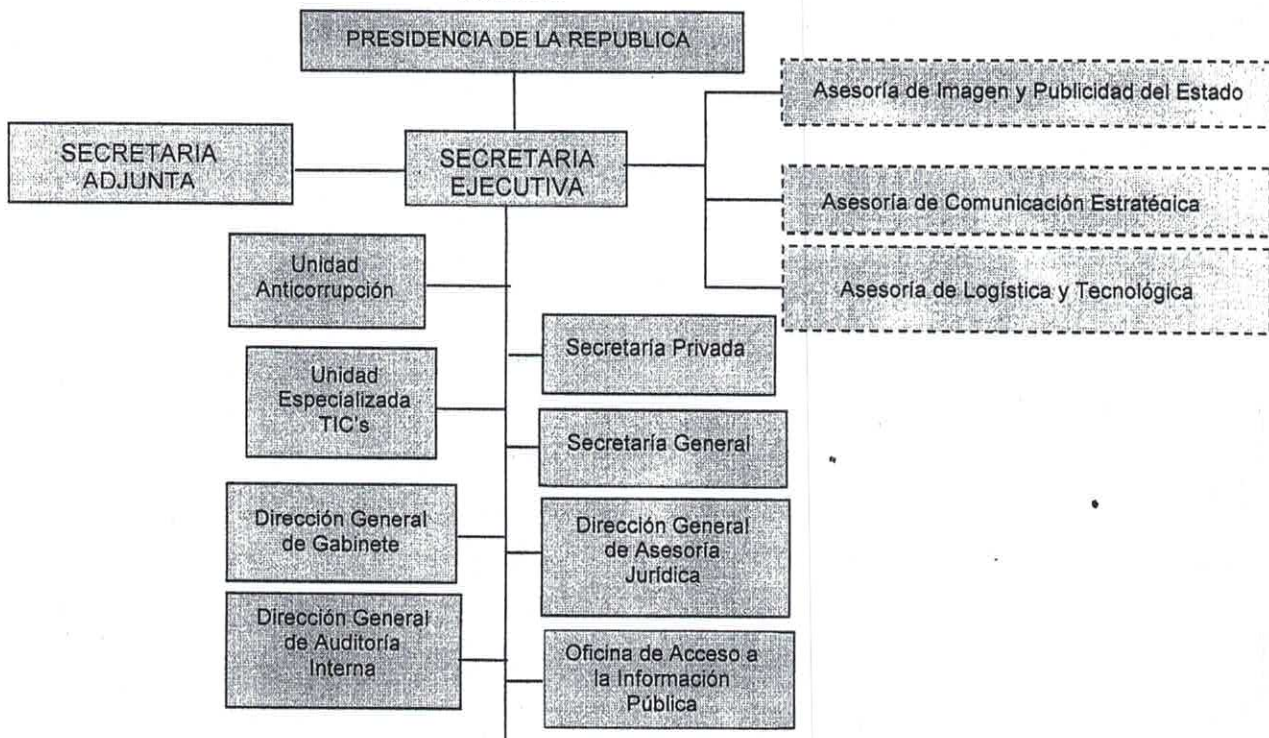 PRESIDENCIA DE LA REPUBLICA
Asesoría de Imagen y Publicidad del Estado
SECRETARIA
ADJUNTA
SECRETARIA
EJECUTIVA
Asesoría de Comunicación Estratégica
Unidad
Anticorrupción
Asesoría de Logística y Tecnológica
Secretaría Privada
Unidad
Especializada
TIC's
Secretaría General
Dirección General
de Gabinete
Dirección General
de Asesoría
Jurídica
Dirección General
de Auditoría
Interna
Oficina de Acceso a
la Información
Pública